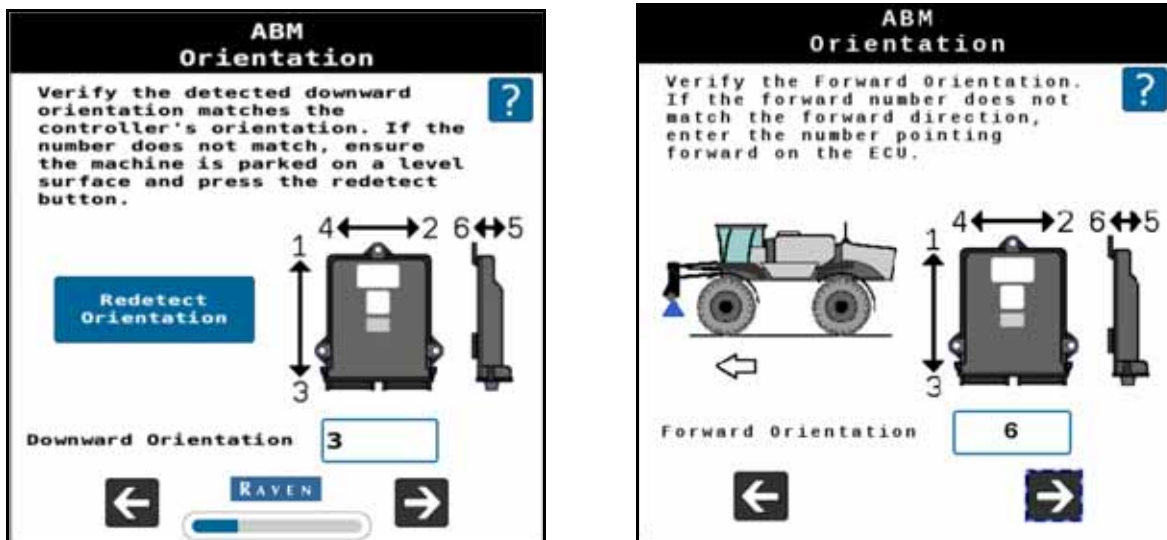 ABM
Orientation
Verify the detected downward
orientation matches the
controller's orientation. If the
number does not match, ensure
the machine is parked on a level
surface and press the redetect
button.
?
4 2 6 5
1
Redetect
Orientation
3
Downward Orientation 3
RAVEN
ABM
Orientation
Verify the Forward Orientation.
If the forward number does not
match the forward direction,
enter the number pointing
forward on the ECU.
?
4 2 6 5
1
3
Forward Orientation 6